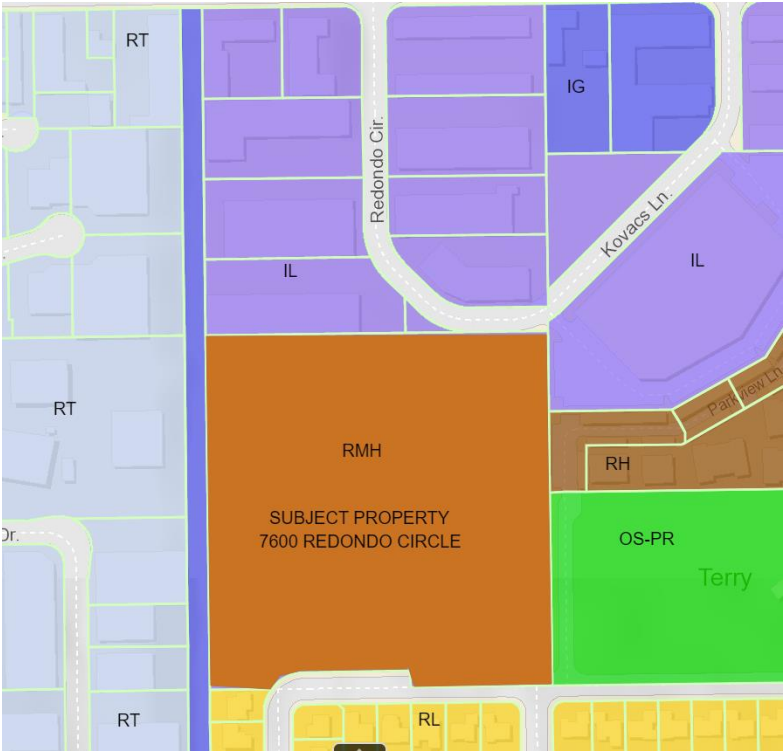 RT
IG
Redondo Cir.
Kovacs Ln.
IL
IL
Parkview Ln.
RT
RMH
RH
SUBJECT PROPERTY
7600 REDONDO CIRCLE
Dr.
OS-PR
Terry
RT
RL